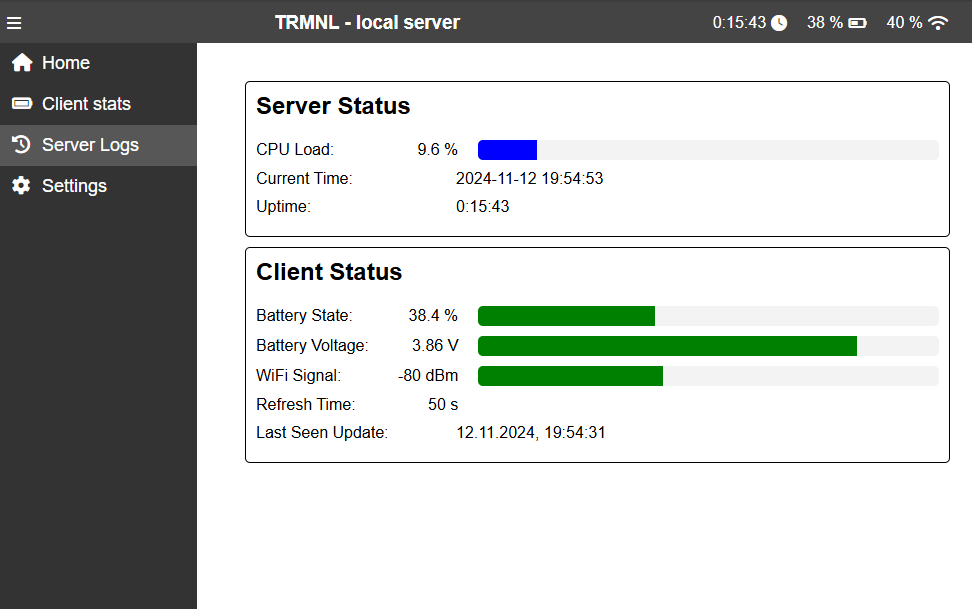 TRMNL - local server 0:15:43 38 % 40 %
Home
Client stats
Server Logs
Settings
Server Status
CPU Load: 9.6 %
Current Time: 2024-11-12 19:54:53
Uptime: 0:15:43
Client Status
Battery State: 38.4 %
Battery Voltage: 3.86 V
WiFi Signal: -80 dBm
Refresh Time: 50 s
Last Seen Update: 12.11.2024, 19:54:31